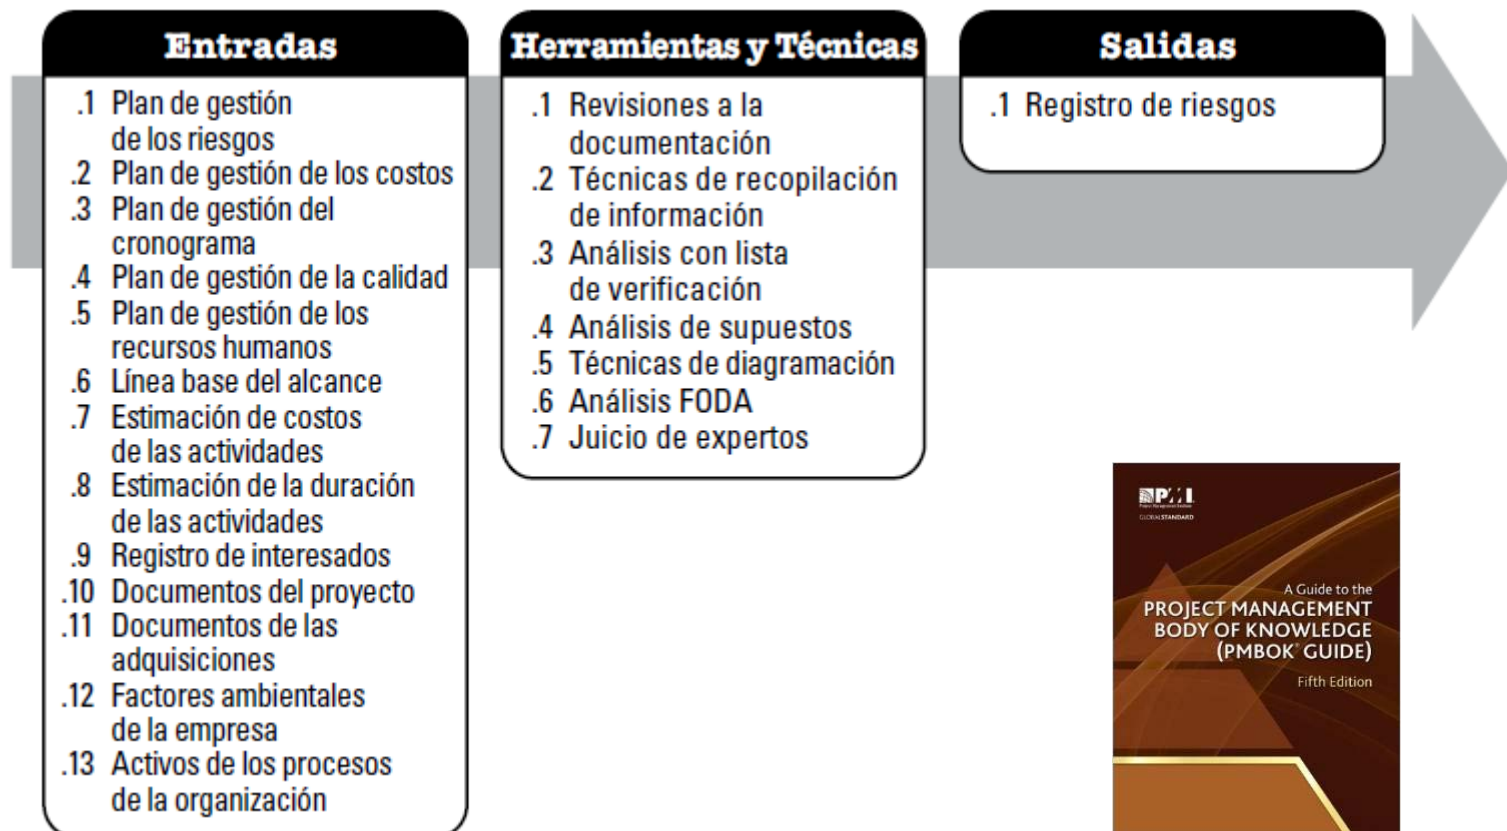 Entradas
.1 Plan de gestión
de los riesgos
.2 Plan de gestión de los costos
.3 Plan de gestión del
cronograma
.4 Plan de gestión de la calidad
.5 Plan de gestión de los
recursos humanos
.6 Línea base del alcance
.7 Estimación de costos
de las actividades
.8 Estimación de la duración
de las actividades
.9 Registro de interesados
.10 Documentos del proyecto
.11 Documentos de las
adquisiciones
.12 Factores ambientales
de la empresa
.13 Activos de los procesos
de la organización
Herramientas y Técnicas
.1 Revisiones a la
documentación
.2 Técnicas de recopilación
de información
.3 Análisis con lista
de verificación
.4 Análisis de supuestos
.5 Técnicas de diagramación
.6 Análisis FODA
.7 Juicio de expertos
Salidas
.1 Registro de riesgos
PMI
Project Management Institute
GLOBAL STANDARD
A Guide to the
PROJECT MANAGEMENT
BODY OF KNOWLEDGE
(PMBOK® GUIDE)
Fifth Edition